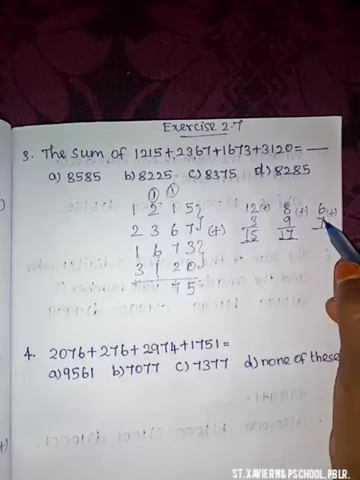 Exercise 2.7
3. The sum of 1215+2367+1673+3120= —
a) 8585 b) 8225 c) 8375 d) 8285
① ①
1 2 1 5 12(+) 8(+) 6(+)
2 3 6 7 (+) 3 9 7
1 6 7 3 15 17
3 1 2 0
7 5
4. 2076+276+2974+1751=
a) 9561 b) 7077 c) 7377 d) none of these
ST.XAVIER N&P SCHOOL, PBLR.